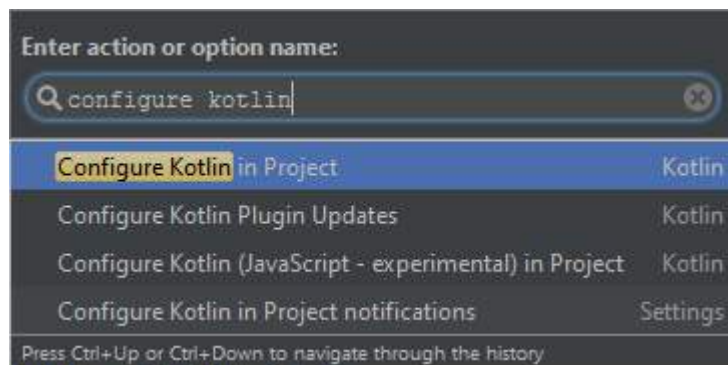 Enter action or option name:
configure kotlin
Configure Kotlin in Project Kotlin
Configure Kotlin Plugin Updates Kotlin
Configure Kotlin (JavaScript - experimental) in Project Kotlin
Configure Kotlin in Project notifications Settings
Press Ctrl+Up or Ctrl+Down to navigate through the history